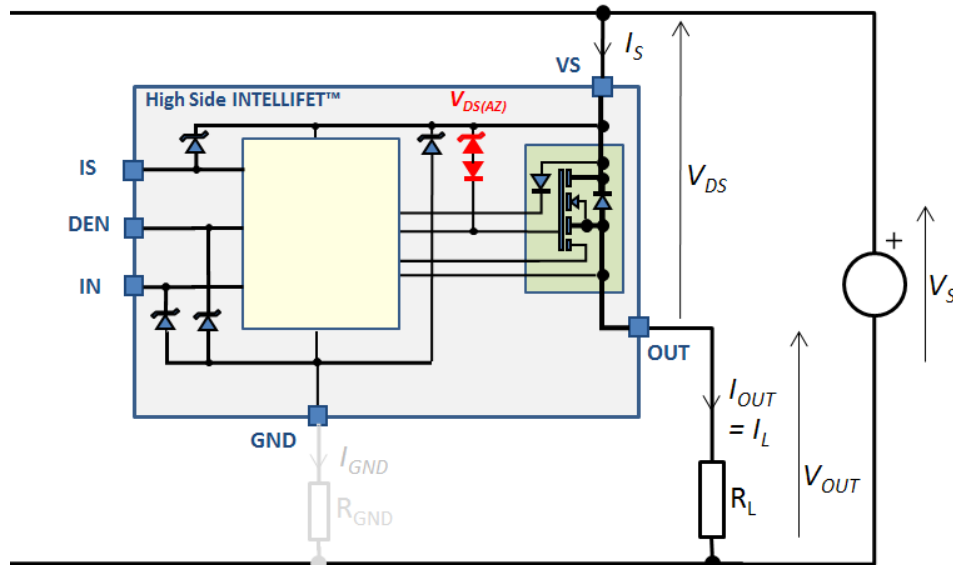 I_S
VS
High Side INTELLIFET™
V_DS(AZ)
IS
DEN
IN
V_DS
+
V_S
OUT
I_OUT
= I_L
GND
I_GND
R_GND
R_L
V_OUT